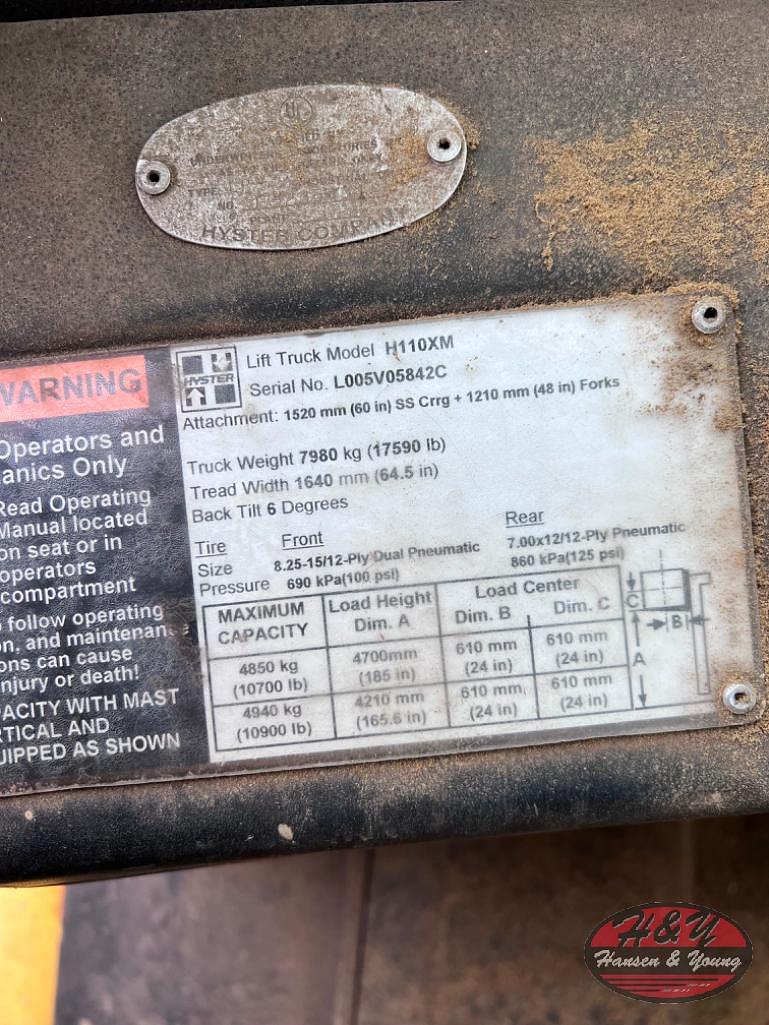 UL
UNDERWRITERS LABORATORIES
TYPE
NO.
HYSTER COMPANY
WARNING
Operators and
anics Only
Read Operating
Manual located
on seat or in
operators
compartment
follow operating
n, and maintenan
ons can cause
njury or death!
PACITY WITH MAST
RTICAL AND
UIPPED AS SHOWN
HYSTER
Lift Truck Model H110XM
Serial No. L005V05842C
Attachment: 1520 mm (60 in) SS Crrg + 1210 mm (48 in) Forks
Truck Weight 7980 kg (17590 lb)
Tread Width 1640 mm (64.5 in)
Back Tilt 6 Degrees
Tire Front Rear
Size 8.25-15/12-Ply Dual Pneumatic 7.00x12/12-Ply Pneumatic
Pressure 690 kPa(100 psi) 860 kPa(125 psi)
MAXIMUM CAPACITY Load Height Dim. A Load Center Dim. B Dim. C
4850 kg (10700 lb) 4700mm (185 in) 610 mm (24 in) 610 mm (24 in)
4940 kg (10900 lb) 4210 mm (165.6 in) 610 mm (24 in) 610 mm (24 in)
C
B
A
H&Y
Hansen & Young